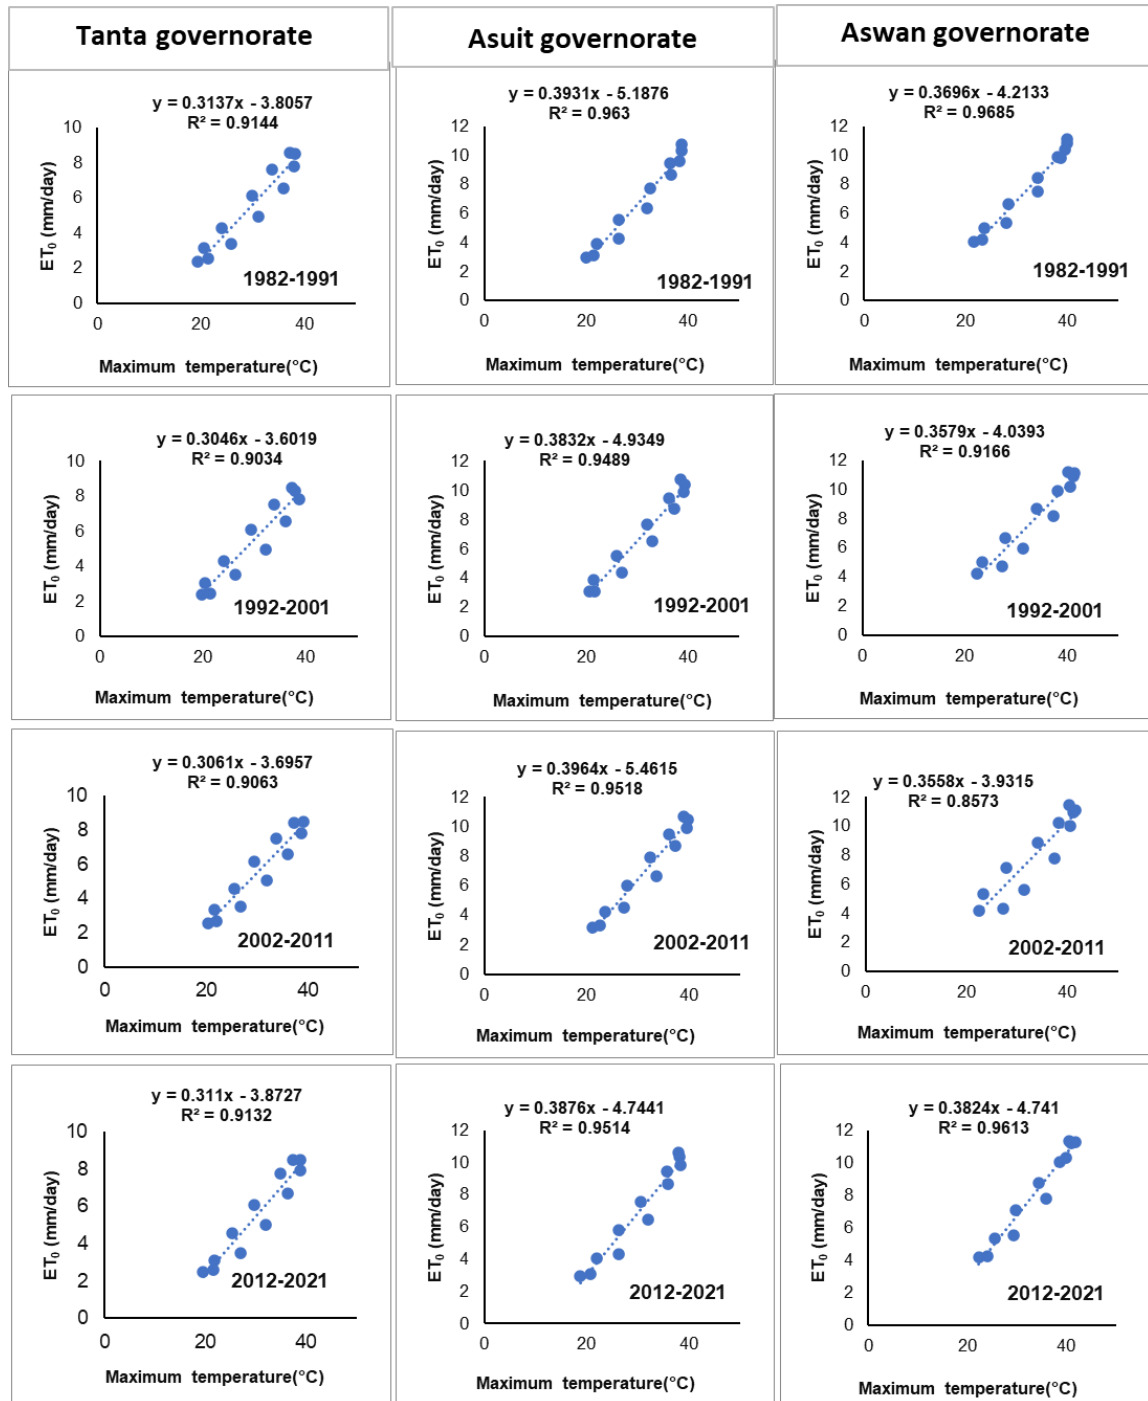 Tanta governorate
Asuit governorate
Aswan governorate
y = 0.3137x - 3.8057
R² = 0.9144
10
8
6
4
2
0
0
20
40
ET₀ (mm/day)
1982-1991
Maximum temperature(°C)
y = 0.3931x - 5.1876
R² = 0.963
12
10
8
6
4
2
0
0
20
40
ET₀ (mm/day)
1982-1991
Maximum temperature(°C)
y = 0.3696x - 4.2133
R² = 0.9685
12
10
8
6
4
2
0
0
20
40
ET₀ (mm/day)
1982-1991
Maximum temperature(°C)
y = 0.3046x - 3.6019
R² = 0.9034
10
8
6
4
2
0
0
20
40
ET₀ (mm/day)
1992-2001
Maximum temperature(°C)
y = 0.3832x - 4.9349
R² = 0.9489
12
10
8
6
4
2
0
0
20
40
ET₀ (mm/day)
1992-2001
Maximum temperature(°C)
y = 0.3579x - 4.0393
R² = 0.9166
12
10
8
6
4
2
0
0
20
40
ET₀ (mm/day)
1992-2001
Maximum temperature(°C)
y = 0.3061x - 3.6957
R² = 0.9063
10
8
6
4
2
0
0
20
40
ET₀ (mm/day)
2002-2011
Maximum temperature(°C)
y = 0.3964x - 5.4615
R² = 0.9518
12
10
8
6
4
2
0
0
20
40
ET₀ (mm/day)
2002-2011
Maximum temperature(°C)
y = 0.3558x - 3.9315
R² = 0.8573
12
10
8
6
4
2
0
0
20
40
ET₀ (mm/day)
2002-2011
Maximum temperature(°C)
y = 0.311x - 3.8727
R² = 0.9132
10
8
6
4
2
0
0
20
40
ET₀ (mm/day)
2012-2021
Maximum temperature(°C)
y = 0.3876x - 4.7441
R² = 0.9514
12
10
8
6
4
2
0
0
20
40
ET₀ (mm/day)
2012-2021
Maximum temperature(°C)
y = 0.3824x - 4.741
R² = 0.9613
12
10
8
6
4
2
0
0
20
40
ET₀ (mm/day)
2012-2021
Maximum temperature(°C)